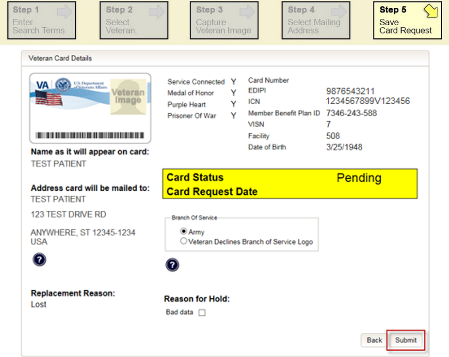 Step 1
Enter
Search Terms
Step 2
Select
Veteran
Step 3
Capture
Veteran Image
Step 4
Select Mailing
Address
Step 5
Save
Card Request
Veteran Card Details
VA
U.S. Department
of Veterans Affairs
Veteran
Image
Service Connected Y
Medal of Honor Y
Purple Heart Y
Prisoner Of War Y
Card Number
EDIPI 9876543211
ICN 1234567899V123456
Member Benefit Plan ID 7346-243-588
VISN 7
Facility 508
Date of Birth 3/25/1948
Name as it will appear on card:
TEST PATIENT
Card Status Pending
Card Request Date
Address card will be mailed to:
TEST PATIENT
123 TEST DRIVE RD
ANYWHERE, ST 12345-1234
USA
Branch Of Service
Army
Veteran Declines Branch of Service Logo
?
?
Replacement Reason:
Lost
Reason for Hold:
Bad data
Back
Submit